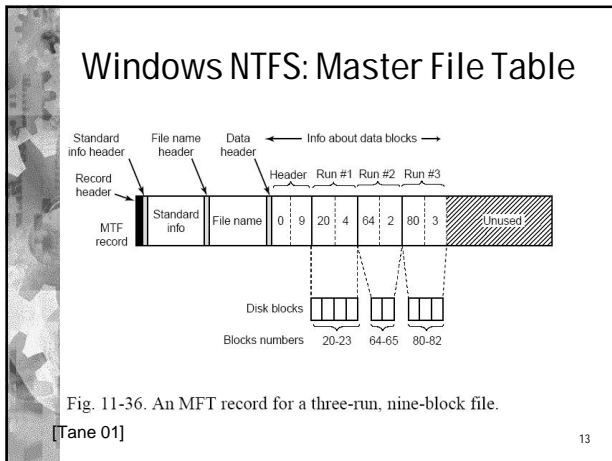 Windows NTFS: Master File Table
Standard info header
File name header
Data header
Info about data blocks
Record header
Header Run #1 Run #2 Run #3
MTF record
Standard info
File name
0 9 20 4 64 2 80 3
Unused
Disk blocks
Blocks numbers 20-23 64-65 80-82
Fig. 11-36. An MFT record for a three-run, nine-block file.
[Tane 01]
13